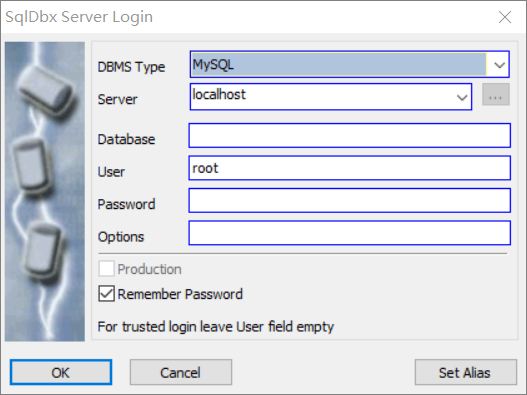 SqlDbx Server Login
DBMS Type MySQL
Server localhost ...
Database
User root
Password
Options
Production
Remember Password
For trusted login leave User field empty
OK Cancel Set Alias